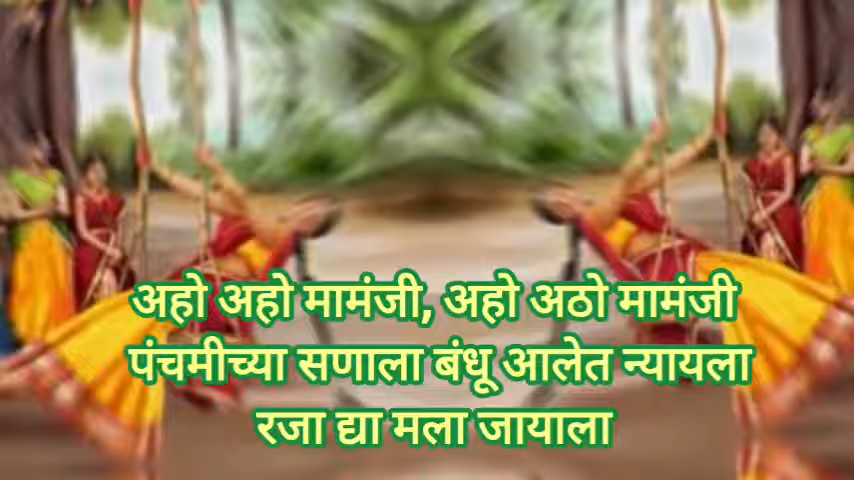 अहो अहो मामंजी, अहो अठो मामंजी
पंचमीच्या सणाला बंधू आलेत न्यायला
रजा द्या मला जायाला